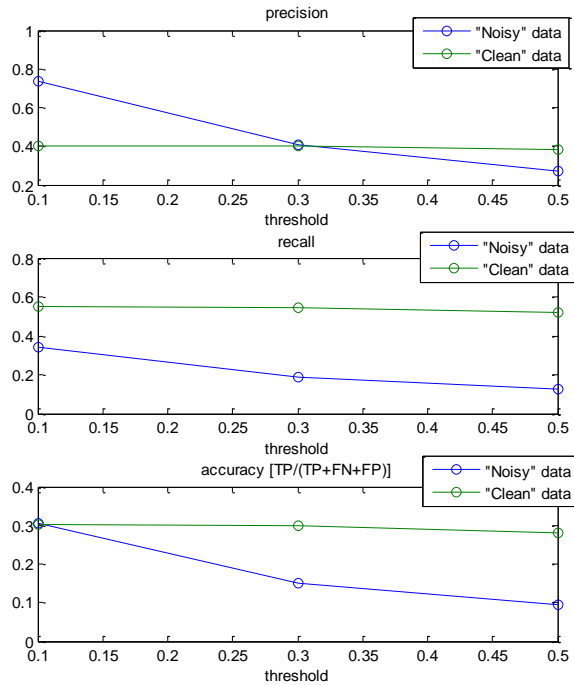 precision
"Noisy" data
"Clean" data
1
0.8
0.6
0.4
0.2
0.1 0.15 0.2 0.25 0.3 0.35 0.4 0.45 0.5
threshold
recall
"Noisy" data
"Clean" data
0.8
0.6
0.4
0.2
0
0.1 0.15 0.2 0.25 0.3 0.35 0.4 0.45 0.5
threshold
accuracy [TP/(TP+FN+FP)]
"Noisy" data
"Clean" data
0.4
0.3
0.2
0.1
0
0.1 0.15 0.2 0.25 0.3 0.35 0.4 0.45 0.5
threshold